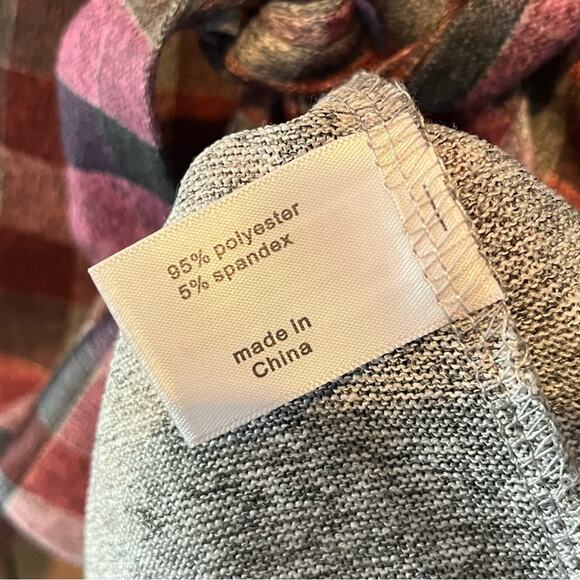 95% polyester
5% spandex
made in
China